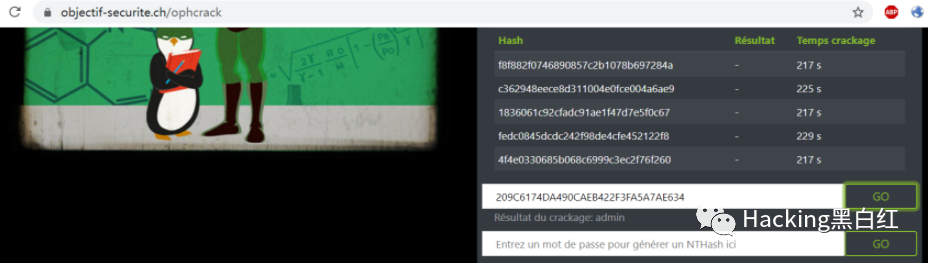 objectif-securite.ch/ophcrack
ABP
Hash Résultat Temps crackage
f8f882f0746890857c2b1078b697284a - 217 s
c362948eece8d311004e0fce004a6ae9 - 225 s
1836061c92cfadc91ae1f47d7e5f0c67 - 217 s
fedc0845dcdc242f98de4cfe452122f8 - 229 s
4f4e0330685b068c6999c3ec2f76f260 - 217 s
209C6174DA490CAEB422F3FA5A7AE634 GO
Résultat du crackage: admin
Hacking黑白红
Entrez un mot de passe pour générer un NTHash ici GO